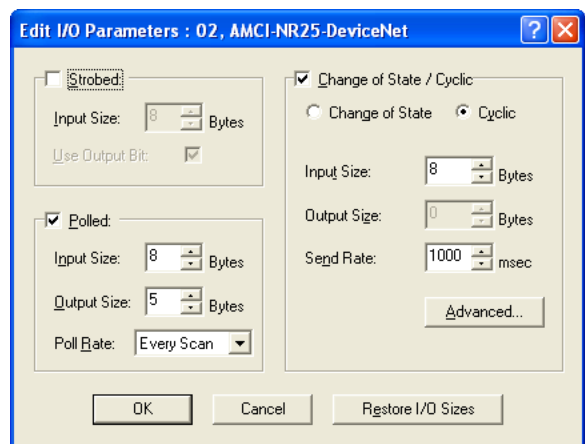 Edit I/O Parameters : 02, AMCI-NR25-DeviceNet
Strobed:
Input Size: 8 Bytes
Use Output Bit:
Polled:
Input Size: 8 Bytes
Output Size: 5 Bytes
Poll Rate: Every Scan
Change of State / Cyclic
Change of State Cyclic
Input Size: 8 Bytes
Output Size: 0 Bytes
Send Rate: 1000 msec
Advanced...
OK Cancel Restore I/O Sizes